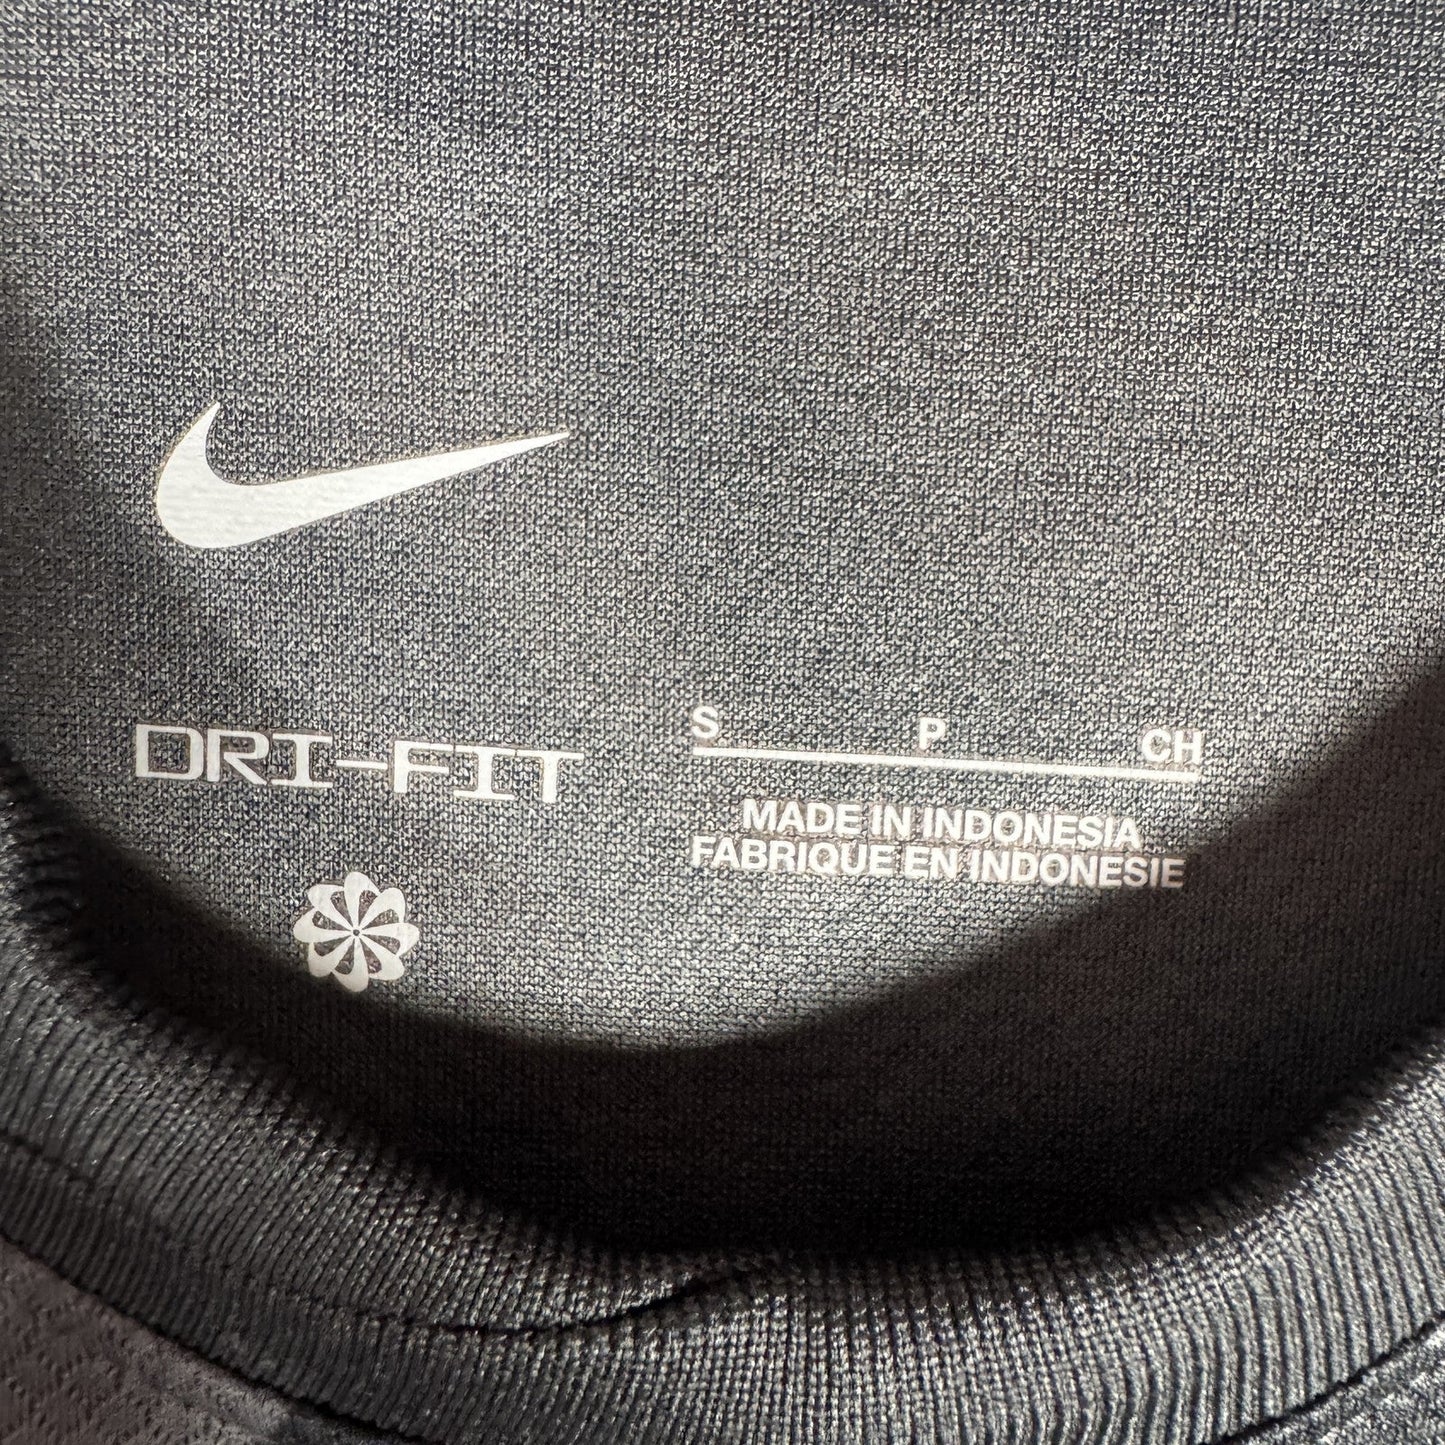 DRI-FIT
S P CH
MADE IN INDONESIA
FABRIQUE EN INDONESIE